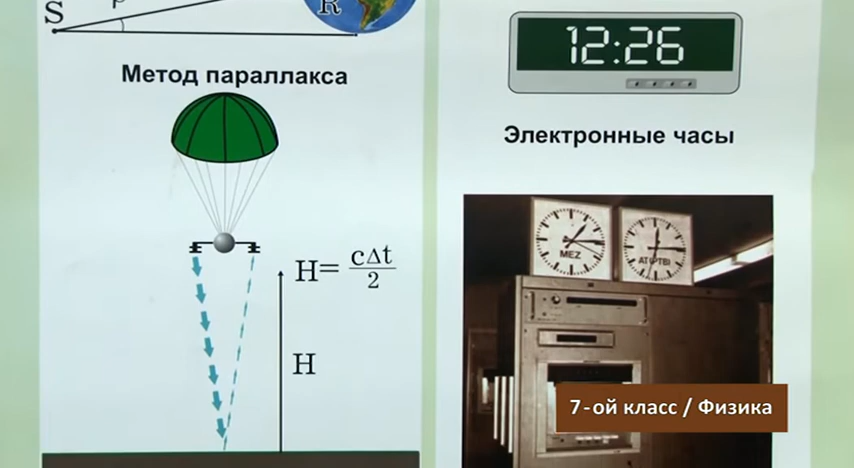 S
R
Метод параллакса
H= cΔt/2
H
12:26
Электронные часы
MEZ
7-ой класс / Физика